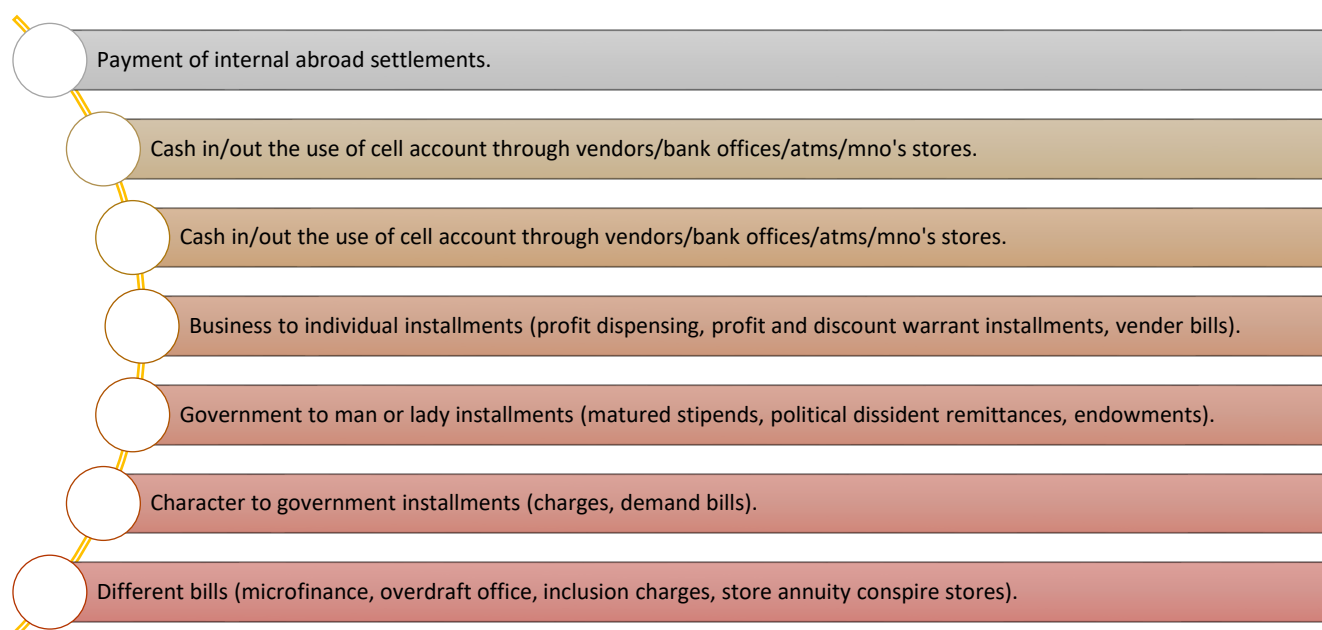 Payment of internal abroad settlements.
Cash in/out the use of cell account through vendors/bank offices/atms/mno's stores.
Cash in/out the use of cell account through vendors/bank offices/atms/mno's stores.
Business to individual installments (profit dispensing, profit and discount warrant installments, vender bills).
Government to man or lady installments (matured stipends, political dissident remittances, endowments).
Character to government installments (charges, demand bills).
Different bills (microfinance, overdraft office, inclusion charges, store annuity conspire stores).